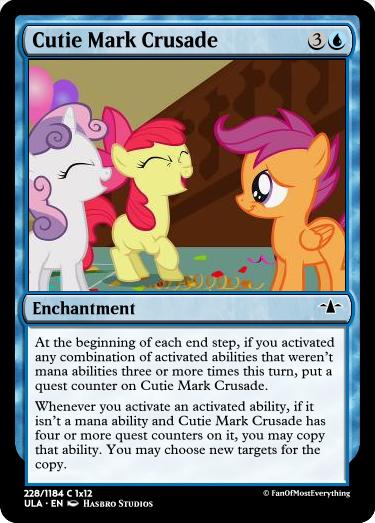 Cutie Mark Crusade 3
Enchantment
At the beginning of each end step, if you activated
any combination of activated abilities that weren't
mana abilities three or more times this turn, put a
quest counter on Cutie Mark Crusade.
Whenever you activate an activated ability, if it
isn't a mana ability and Cutie Mark Crusade has
four or more quest counters on it, you may copy
that ability. You may choose new targets for the
copy.
228/1184 C 1x12
ULA • EN Hasbro Studios
© FanOfMostEverything